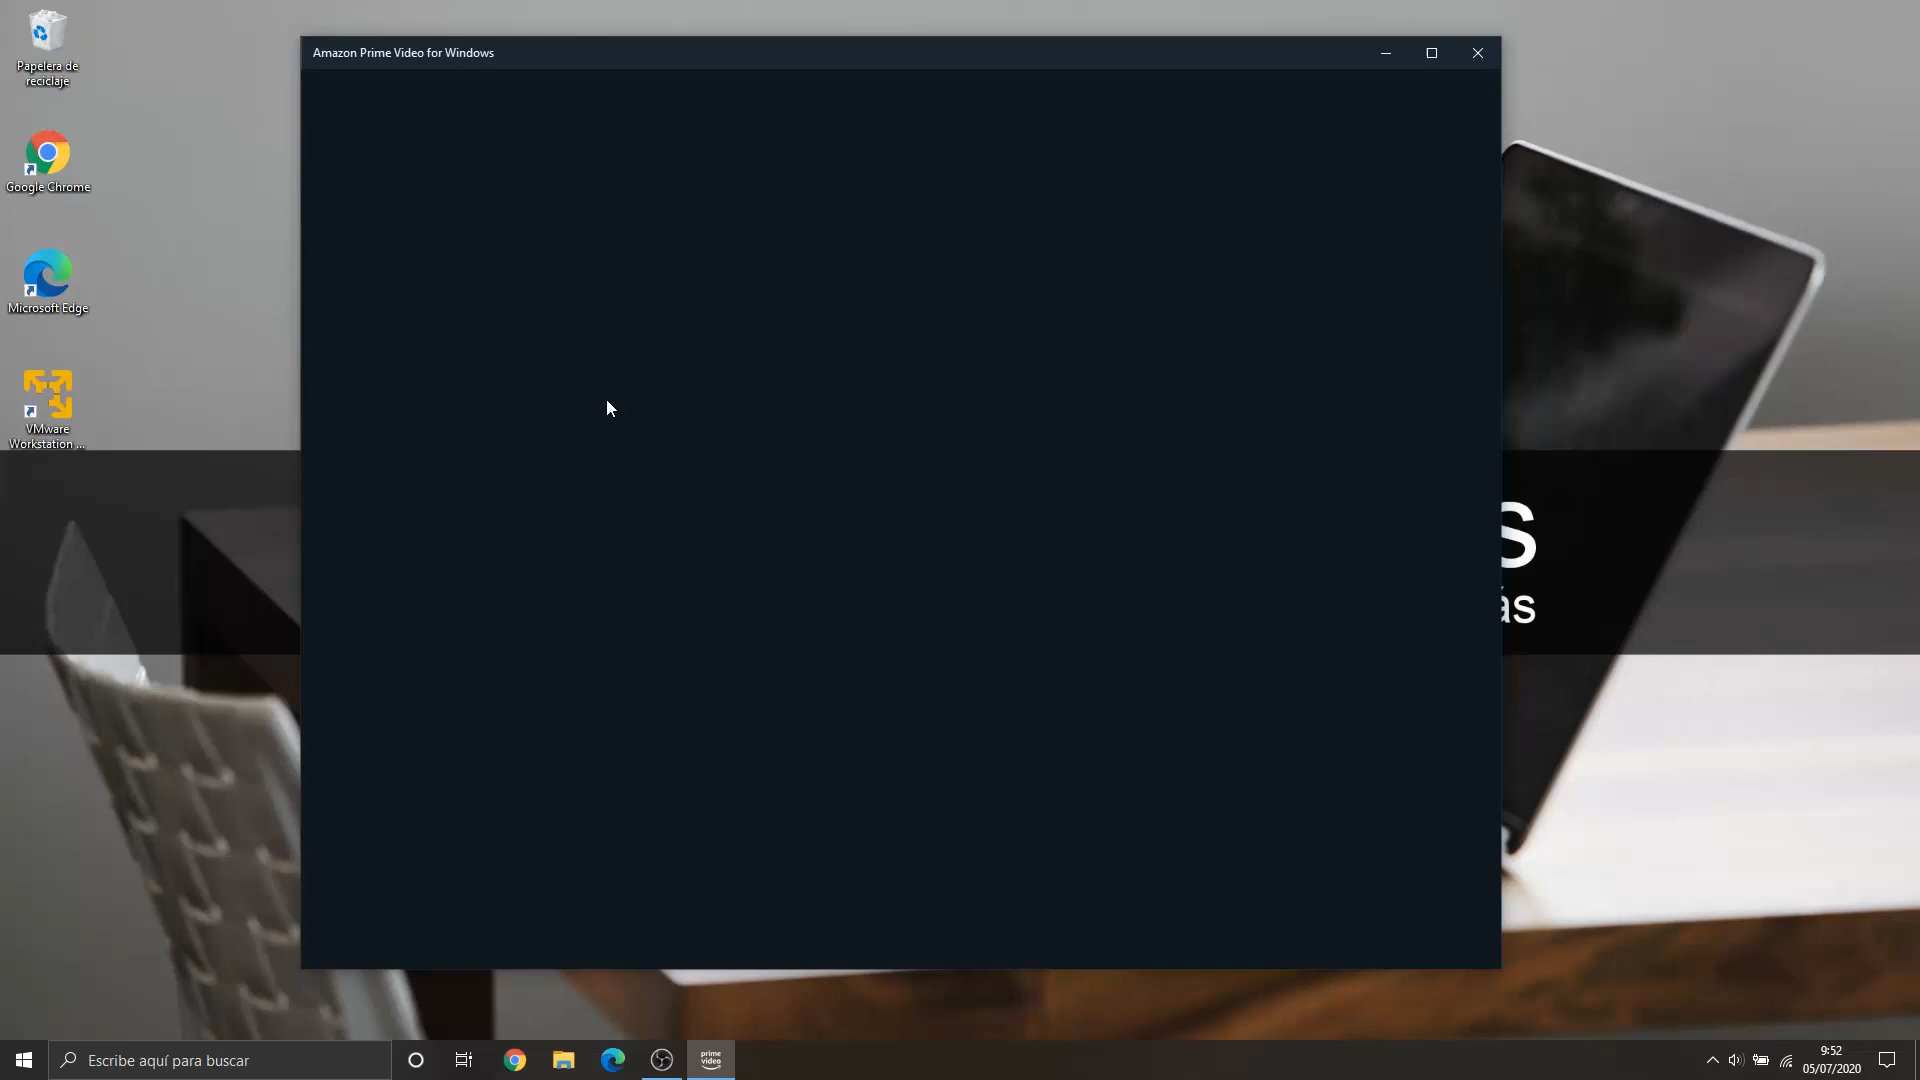 Papelera de
reciclaje
Google Chrome
Microsoft Edge
VMware
Workstation ...
Amazon Prime Video for Windows
s
ás
Escribe aquí para buscar
prime
video
9:52
05/07/2020